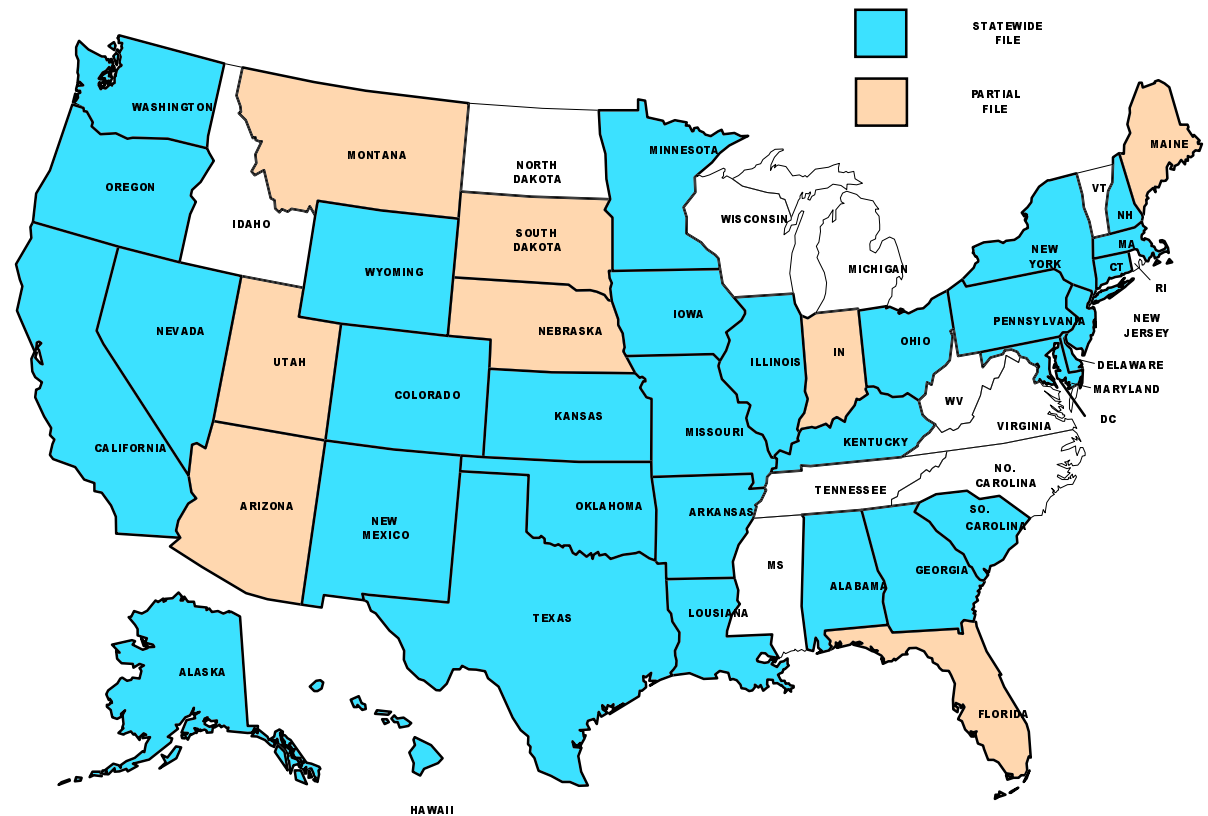 STATEWIDE
FILE
PARTIAL
FILE
WASHINGTON
MONTANA
NORTH
DAKOTA
MINNESOTA
MAINE
OREGON
IDAHO
SOUTH
DAKOTA
WISCONSIN
VT
NH
WYOMING
MICHIGAN
NEW
YORK
MA
CT
RI
NEVADA
NEBRASKA
IOWA
PENNSYLVANIA
NEW
JERSEY
UTAH
COLORADO
ILLINOIS
IN
OHIO
DELAWARE
MARYLAND
DC
KANSAS
MISSOURI
WV
VIRGINIA
KENTUCKY
CALIFORNIA
ARIZONA
NEW
MEXICO
OKLAHOMA
ARKANSAS
TENNESSEE
NO.
CAROLINA
SO.
CAROLINA
MS
ALABAMA
GEORGIA
TEXAS
LOUSIANA
ALASKA
FLORIDA
HAWAII